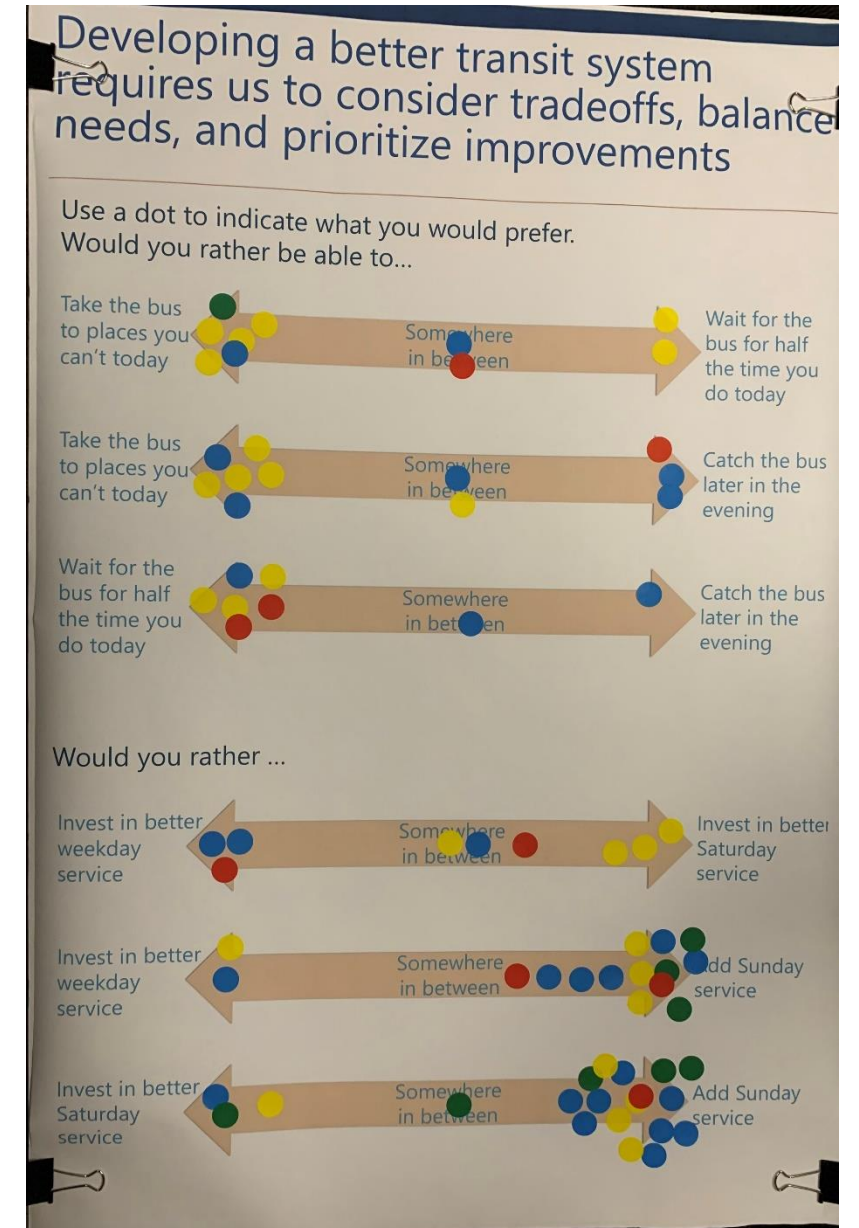 Developing a better transit system
requires us to consider tradeoffs, balance
needs, and prioritize improvements
Use a dot to indicate what you would prefer.
Would you rather be able to...
Take the bus
to places you
can't today
Somewhere
in between
Wait for the
bus for half
the time you
do today
Take the bus
to places you
can't today
Somewhere
in between
Catch the bus
later in the
evening
Wait for the
bus for half
the time you
do today
Somewhere
in between
Catch the bus
later in the
evening
Would you rather ...
Invest in better
weekday
service
Somewhere
in between
Invest in better
Saturday
service
Invest in better
weekday
service
Somewhere
in between
Add Sunday
service
Invest in better
Saturday
service
Somewhere
in between
Add Sunday
service